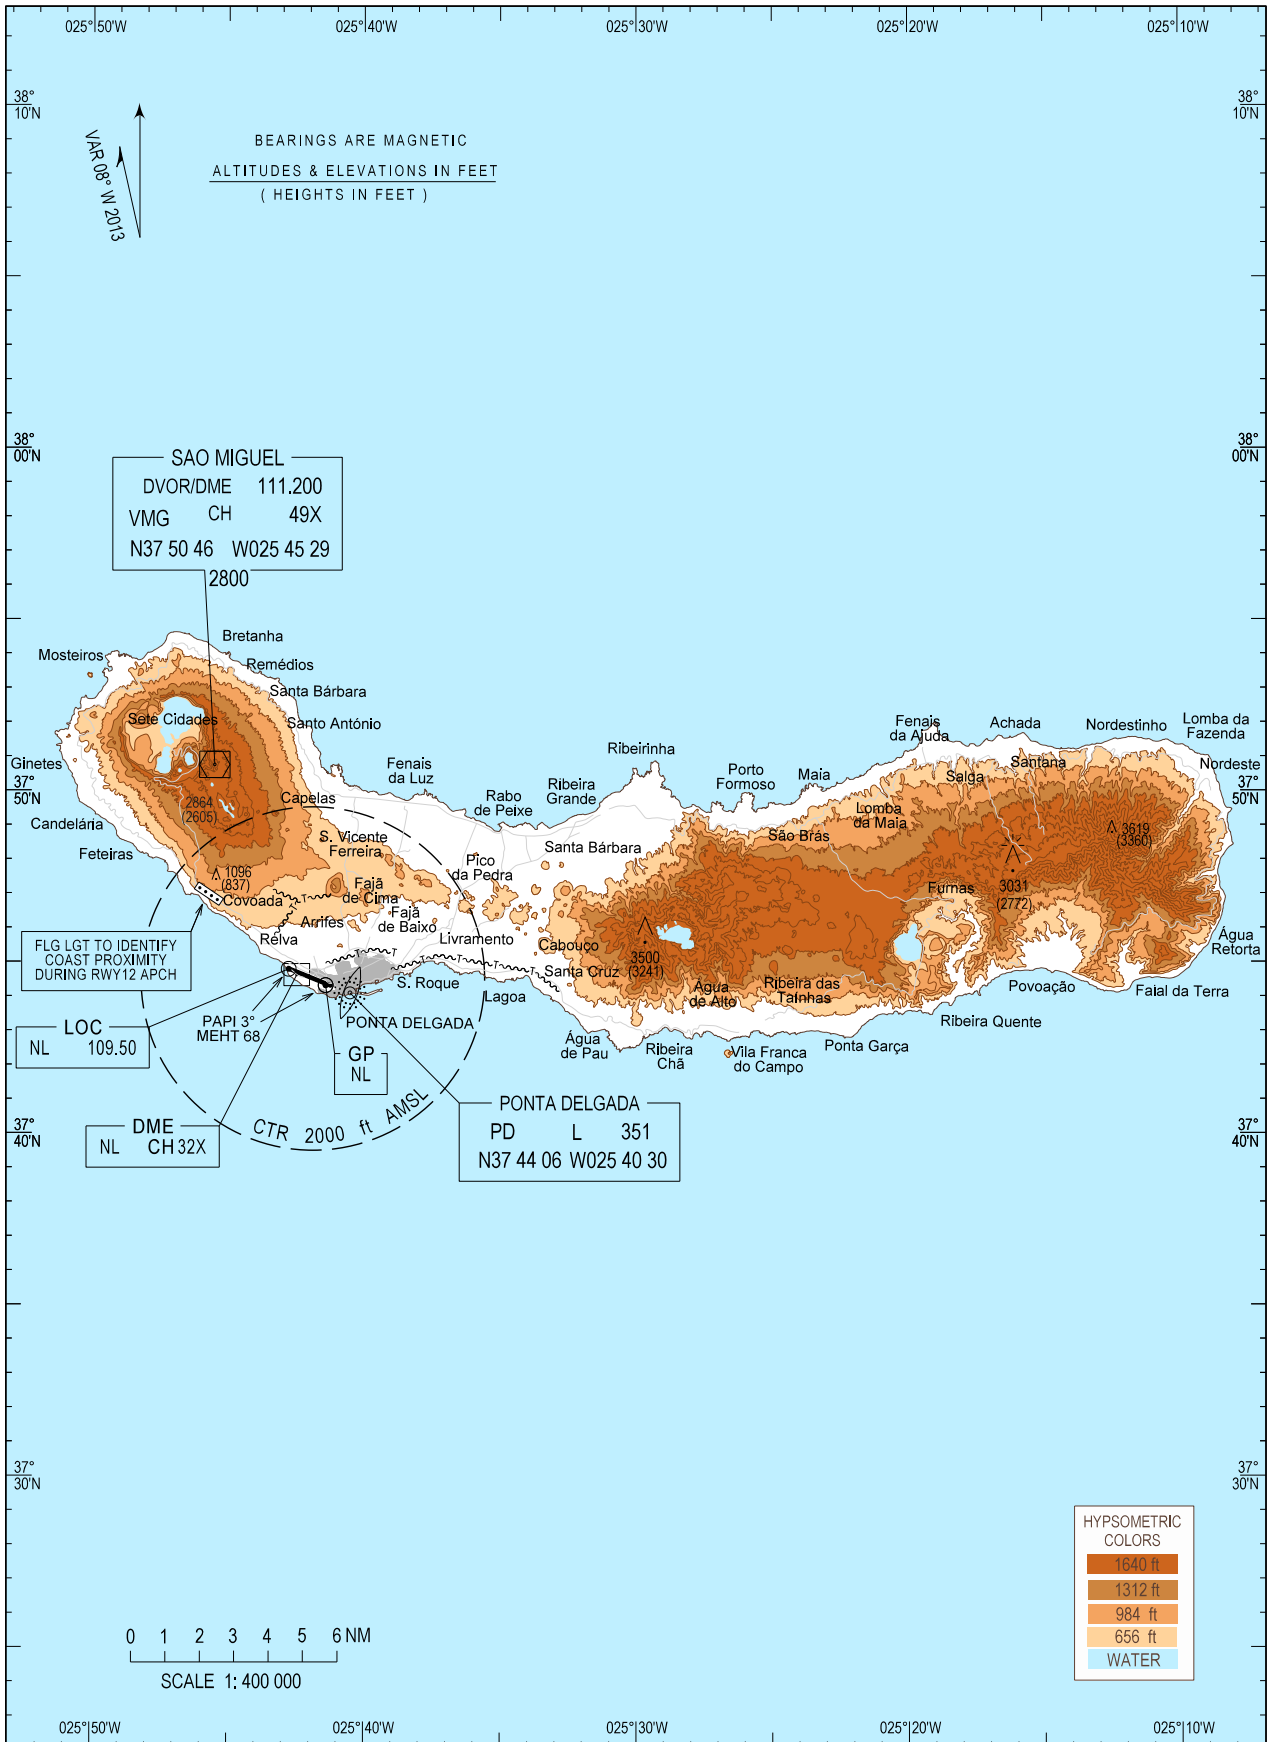 025°50'W
025°40'W
025°30'W
025°20'W
025°10'W
38°
10'N
38°
10'N
VAR 08° W 2013
BEARINGS ARE MAGNETIC
ALTITUDES & ELEVATIONS IN FEET
( HEIGHTS IN FEET )
38°
00'N
38°
00'N
SAO MIGUEL
DVOR/DME 111.200
VMG CH 49X
N37 50 46 W025 45 29
2800
Bretanha
Mosteiros
Remédios
Santa Bárbara
Sete Cidades
Santo António
Ginetes
Fenais
da Luz
Ribeirinha
Ribeira
Grande
Rabo
de Peixe
Porto
Formoso
Maia
Fenais
da Ajuda
Achada
Nordestinho
Lomba da
Fazenda
Salga
Santana
Nordeste
37°
50'N
37°
50'N
2864
(2605)
Capelas
Candelária
Feteiras
S. Vicente
Ferreira
Santa Bárbara
São Brás
Lomba
da Maia
3619
(3360)
Pico
da Pedra
1096
(837)
Covoada
Fajã
de Cima
Furnas
3031
(2772)
Arrifes
Fajã
de Baixo
Relva
Livramento
Cabouço
3500
(3241)
Água
Retorta
FLG LGT TO IDENTIFY
COAST PROXIMITY
DURING RWY12 APCH
Santa Cruz
S. Roque
Lagoa
Água
de Alto
Ribeira das
Taínhas
Povoação
Faial da Terra
Ribeira Quente
LOC
NL 109.50
PAPI 3°
MEHT 68
PONTA DELGADA
GP
NL
Água
de Pau
Ribeira
Chã
Vila Franca
do Campo
Ponta Garça
DME
NL CH 32X
CTR 2000 ft AMSL
PONTA DELGADA
PD L 351
N37 44 06 W025 40 30
37°
40'N
37°
40'N
37°
30'N
37°
30'N
HYPSOMETRIC
COLORS
1640 ft
1312 ft
984 ft
656 ft
WATER
0 1 2 3 4 5 6 NM
SCALE 1: 400 000
025°50'W
025°40'W
025°30'W
025°20'W
025°10'W